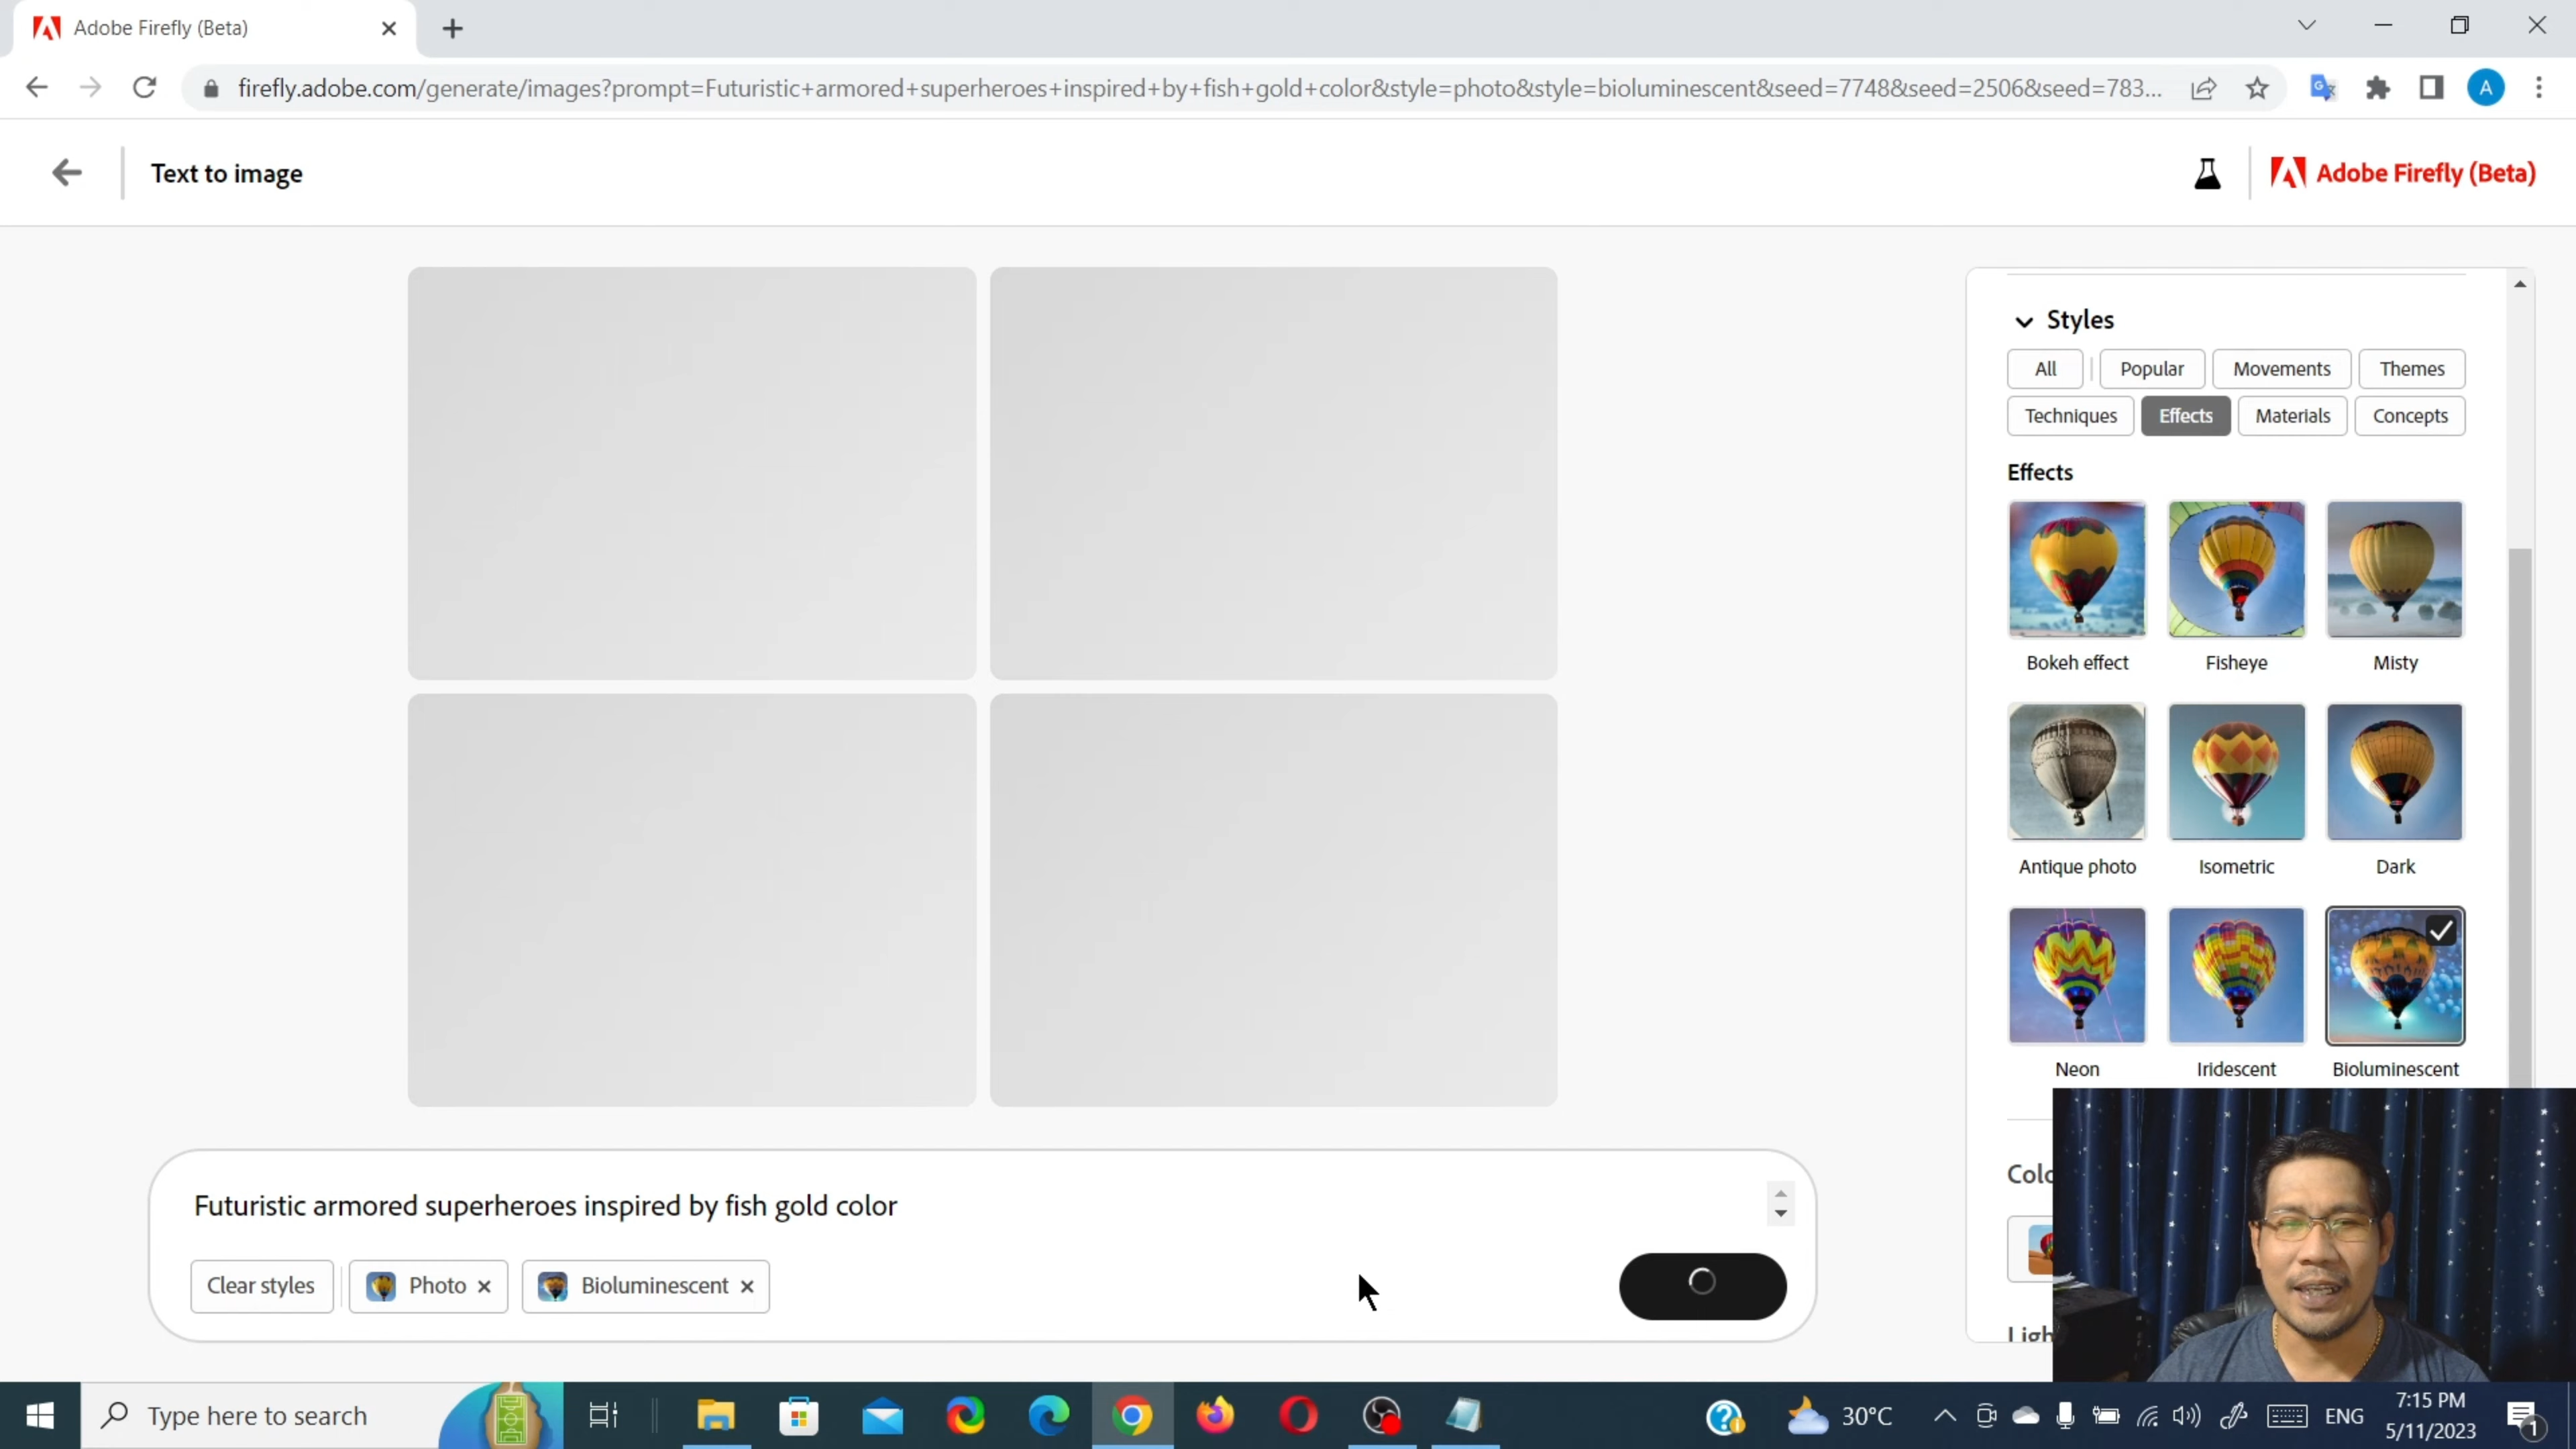 Adobe Firefly (Beta)
firefly.adobe.com/generate/images?prompt=Futuristic+armored+superheroes+inspired+by+fish+gold+color&style=photo&style=bioluminescent&seed=7748&seed=2506&seed=783...
A
Text to image
Adobe Firefly (Beta)
Styles
All Popular Movements Themes
Techniques Effects Materials Concepts
Effects
Bokeh effect Fisheye Misty
Antique photo Isometric Dark
Neon Iridescent Bioluminescent
Colo
Ligh
Futuristic armored superheroes inspired by fish gold color
Clear styles Photo Bioluminescent
Type here to search
30°C
ENG
7:15 PM
5/11/2023
1